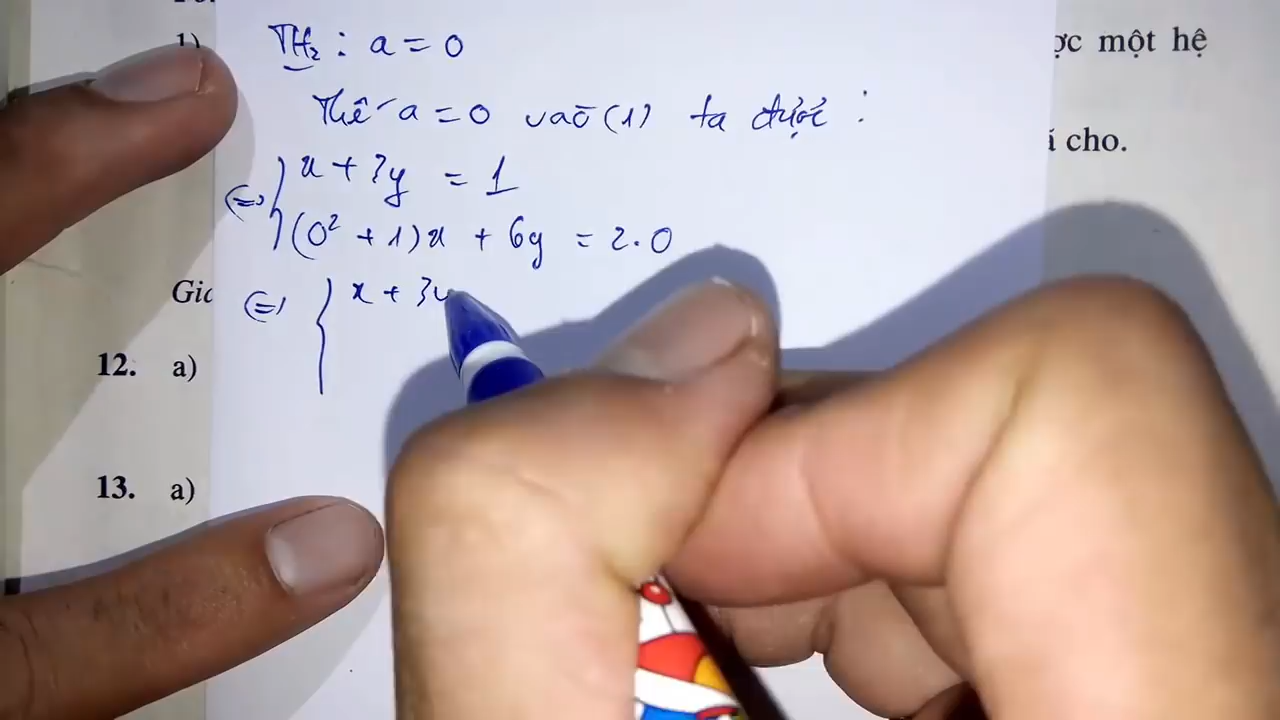 1)
TH₂ : a = 0
ợc một hệ
Thế a = 0 vào (1) ta được :
ã cho.
x + 3y = 1
(=) (0² + 1)x + 6y = 2.0
Gia
(=) { x + 3y
12. a)
13. a)